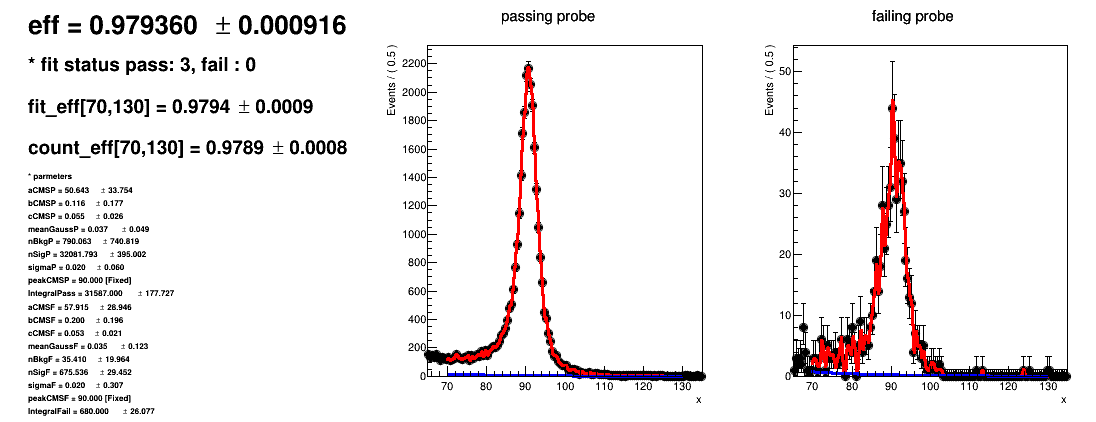 eff = 0.979360 ± 0.000916
* fit status pass: 3, fail : 0
fit_eff[70,130] = 0.9794 ± 0.0009
count_eff[70,130] = 0.9789 ± 0.0008
* parmeters
aCMSP = 50.643 ± 33.754
bCMSP = 0.116 ± 0.177
cCMSP = 0.055 ± 0.026
meanGaussP = 0.037 ± 0.049
nBkgP = 790.063 ± 740.819
nSigP = 32081.793 ± 395.002
sigmaP = 0.020 ± 0.060
peakCMSP = 90.000 [Fixed]
IntegralPass = 31587.000 ± 177.727
aCMSF = 57.915 ± 28.946
bCMSF = 0.200 ± 0.196
cCMSF = 0.053 ± 0.021
meanGaussF = 0.035 ± 0.123
nBkgF = 35.410 ± 19.964
nSigF = 675.536 ± 29.452
sigmaF = 0.020 ± 0.307
peakCMSF = 90.000 [Fixed]
IntegralFail = 680.000 ± 26.077
passing probe
Events / ( 0.5 )
2200
2000
1800
1600
1400
1200
1000
800
600
400
200
0
70 80 90 100 110 120 130
x
failing probe
Events / ( 0.5 )
50
40
30
20
10
0
70 80 90 100 110 120 130
x